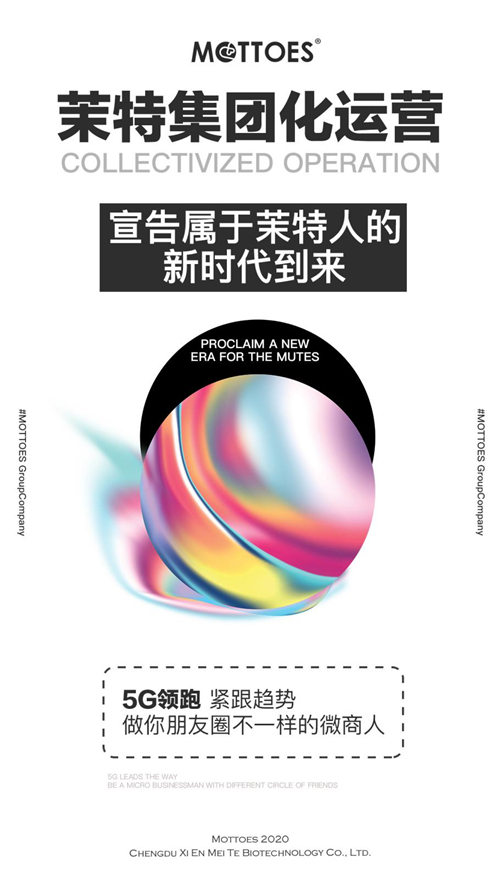 MOTTOES®
茉特集团化运营
COLLECTIVIZED OPERATION
宣告属于茉特人的
新时代到来
PROCLAIM A NEW
ERA FOR THE MUTES
#MOTTOES GroupCompany
#MOTTOES GroupCompany
5G领跑 紧跟趋势
做你朋友圈不一样的微商人
5G LEADS THE WAY
BE A MICRO BUSINESSMAN WITH DIFFERENT CIRCLE OF FRIENDS
MOTTOES 2020
CHENGDU XI EN MEI TE BIOTECHNOLOGY CO., LTD.